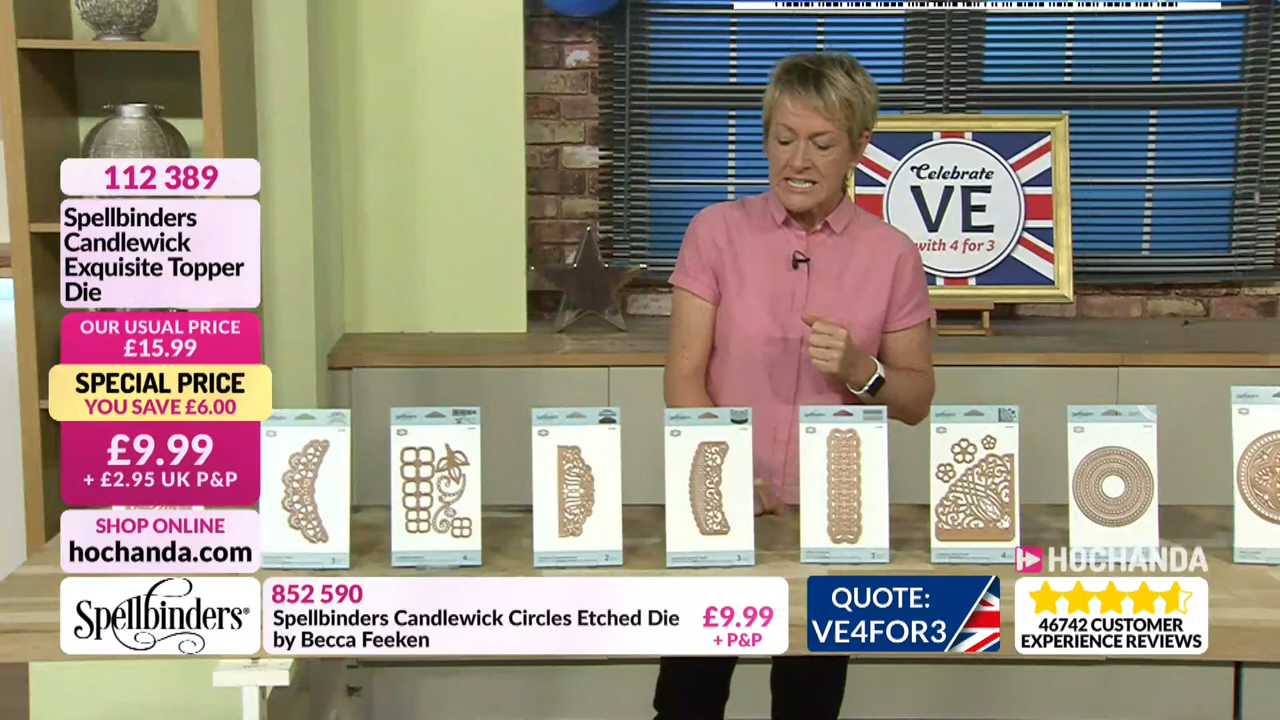 112 389
Spellbinders
Candlewick
Exquisite Topper
Die
OUR USUAL PRICE
£15.99
SPECIAL PRICE
YOU SAVE £6.00
£9.99
+ £2.95 UK P&P
SHOP ONLINE
hochanda.com
Spellbinders®
852 590
Spellbinders Candlewick Circles Etched Die
by Becca Feeken
£9.99
+ P&P
QUOTE:
VE4FOR3
HOCHANDA
46742 CUSTOMER
EXPERIENCE REVIEWS
Celebrate
VE
with 4 for 3